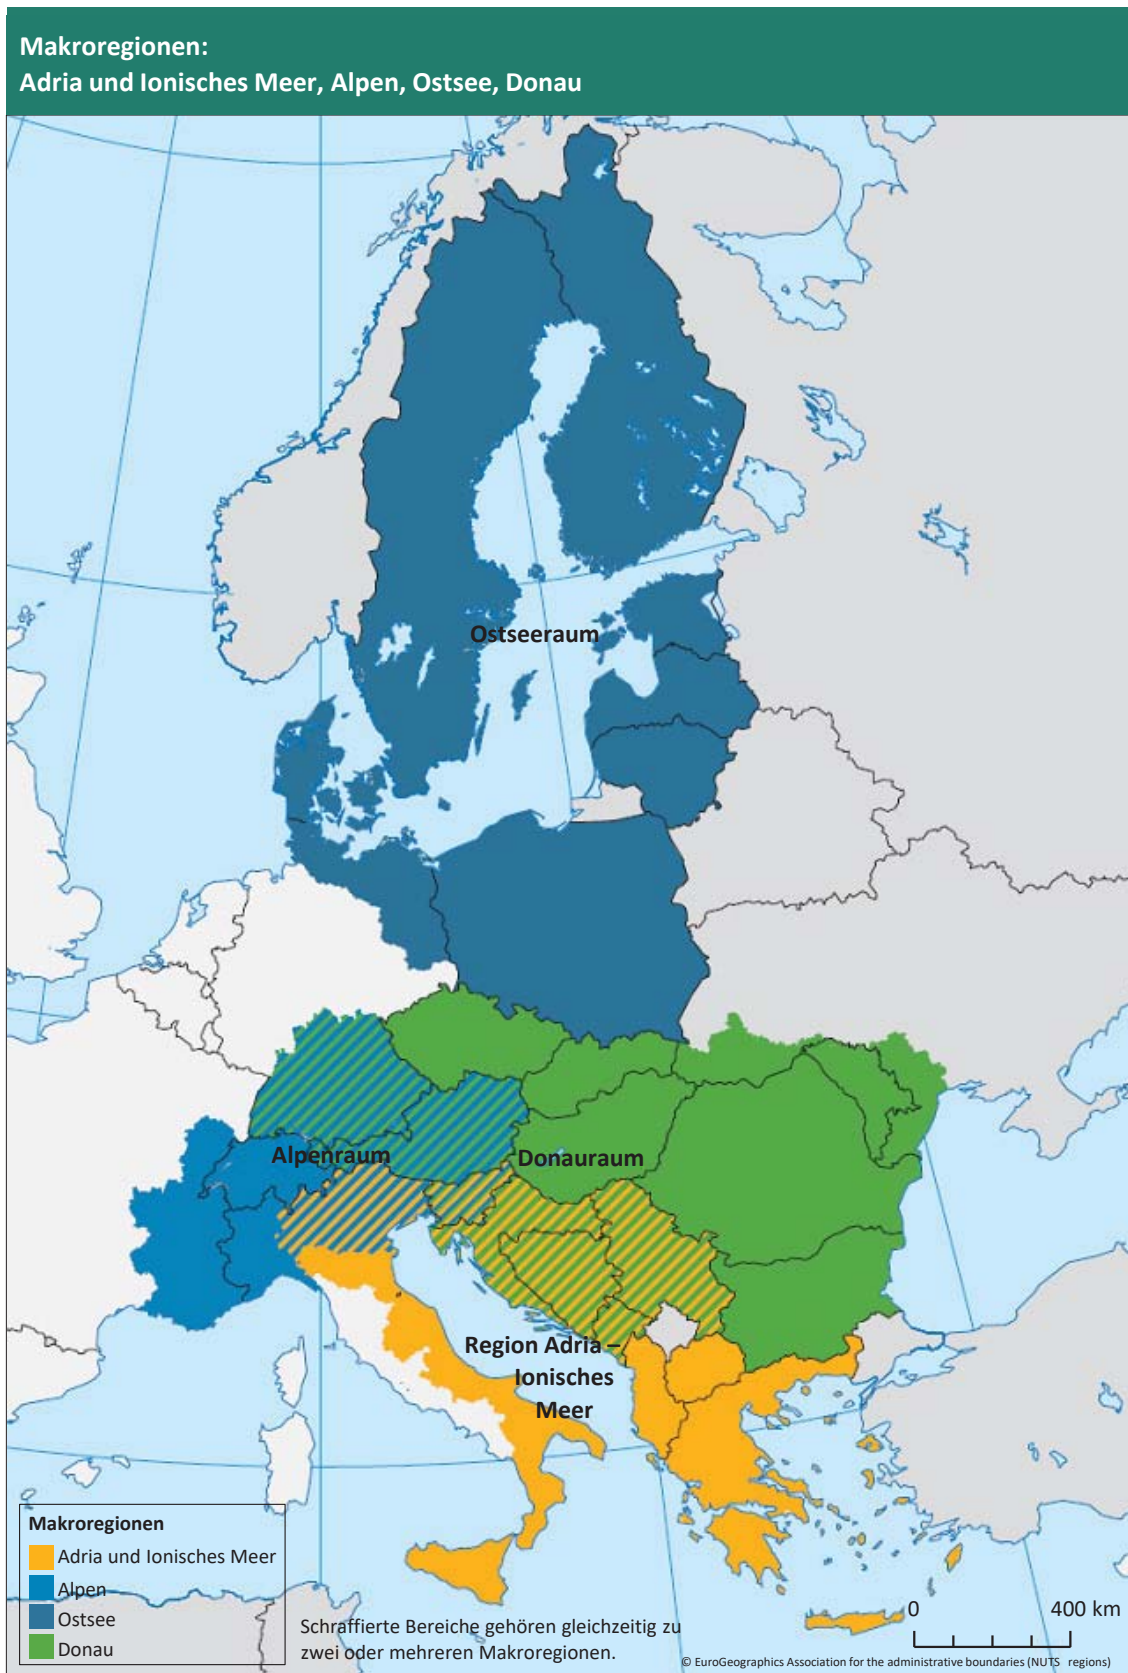 Makroregionen:
Adria und Ionisches Meer, Alpen, Ostsee, Donau
Ostseeraum
Alpenraum
Donauraum
Region Adria –
Ionisches
Meer
Makroregionen
Adria und Ionisches Meer
Alpen
Ostsee
Donau
Schraffierte Bereiche gehören gleichzeitig zu
zwei oder mehreren Makroregionen.
0 400 km
© EuroGeographics Association for the administrative boundaries (NUTS regions)